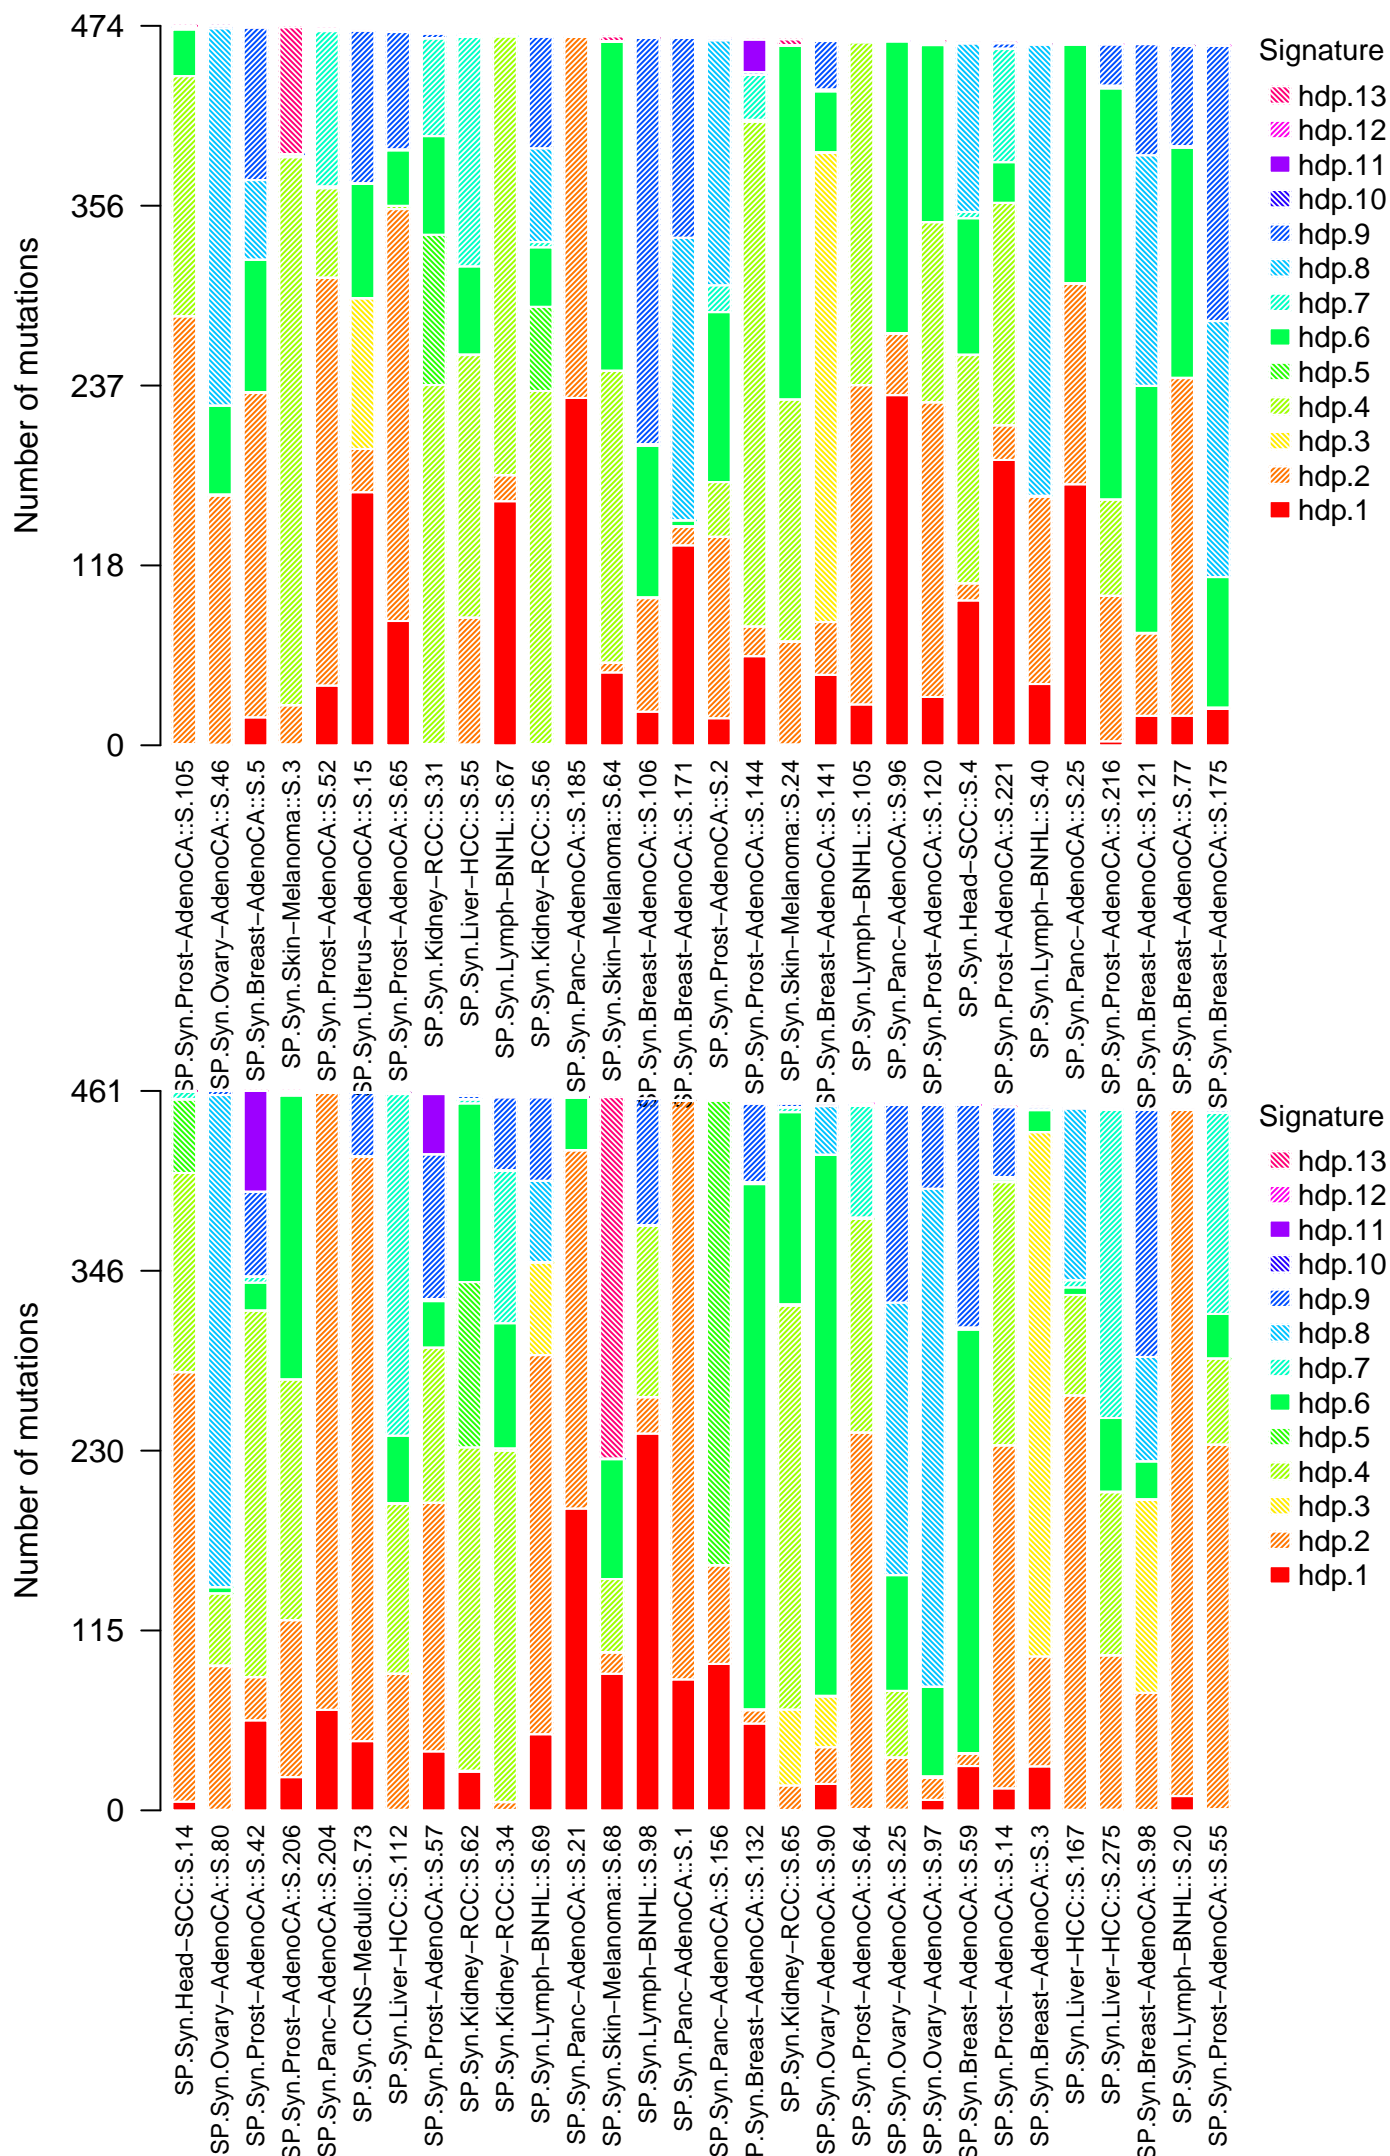 Number of mutations
474
356
237
118
0
Signature
hdp.13
hdp.12
hdp.11
hdp.10
hdp.9
hdp.8
hdp.7
hdp.6
hdp.5
hdp.4
hdp.3
hdp.2
hdp.1
SP.Syn.Prost−AdenoCA::S.105
SP.Syn.Ovary−AdenoCA::S.46
SP.Syn.Breast−AdenoCA::S.5
SP.Syn.Skin−Melanoma::S.3
SP.Syn.Prost−AdenoCA::S.52
SP.Syn.Uterus−AdenoCA::S.15
SP.Syn.Prost−AdenoCA::S.65
SP.Syn.Kidney−RCC::S.31
SP.Syn.Liver−HCC::S.55
SP.Syn.Lymph−BNHL::S.67
SP.Syn.Kidney−RCC::S.56
SP.Syn.Panc−AdenoCA::S.185
SP.Syn.Skin−Melanoma::S.64
SP.Syn.Breast−AdenoCA::S.106
SP.Syn.Breast−AdenoCA::S.171
SP.Syn.Prost−AdenoCA::S.2
SP.Syn.Prost−AdenoCA::S.144
SP.Syn.Skin−Melanoma::S.24
SP.Syn.Breast−AdenoCA::S.141
SP.Syn.Lymph−BNHL::S.105
SP.Syn.Panc−AdenoCA::S.96
SP.Syn.Prost−AdenoCA::S.120
SP.Syn.Head−SCC::S.4
SP.Syn.Prost−AdenoCA::S.221
SP.Syn.Lymph−BNHL::S.40
SP.Syn.Panc−AdenoCA::S.25
SP.Syn.Prost−AdenoCA::S.216
SP.Syn.Breast−AdenoCA::S.121
SP.Syn.Breast−AdenoCA::S.77
SP.Syn.Breast−AdenoCA::S.175
Number of mutations
461
346
230
115
0
Signature
hdp.13
hdp.12
hdp.11
hdp.10
hdp.9
hdp.8
hdp.7
hdp.6
hdp.5
hdp.4
hdp.3
hdp.2
hdp.1
SP.Syn.Head−SCC::S.14
SP.Syn.Ovary−AdenoCA::S.80
SP.Syn.Prost−AdenoCA::S.42
SP.Syn.Prost−AdenoCA::S.206
SP.Syn.Panc−AdenoCA::S.204
SP.Syn.CNS−Medullo::S.73
SP.Syn.Liver−HCC::S.112
SP.Syn.Prost−AdenoCA::S.57
SP.Syn.Kidney−RCC::S.62
SP.Syn.Kidney−RCC::S.34
SP.Syn.Lymph−BNHL::S.69
SP.Syn.Panc−AdenoCA::S.21
SP.Syn.Skin−Melanoma::S.68
SP.Syn.Lymph−BNHL::S.98
SP.Syn.Panc−AdenoCA::S.1
SP.Syn.Panc−AdenoCA::S.156
P.Syn.Breast−AdenoCA::S.132
SP.Syn.Kidney−RCC::S.65
SP.Syn.Ovary−AdenoCA::S.90
SP.Syn.Prost−AdenoCA::S.64
SP.Syn.Ovary−AdenoCA::S.25
SP.Syn.Ovary−AdenoCA::S.97
SP.Syn.Breast−AdenoCA::S.59
SP.Syn.Prost−AdenoCA::S.14
SP.Syn.Breast−AdenoCA::S.3
SP.Syn.Liver−HCC::S.167
SP.Syn.Liver−HCC::S.275
SP.Syn.Breast−AdenoCA::S.98
SP.Syn.Lymph−BNHL::S.20
SP.Syn.Prost−AdenoCA::S.55